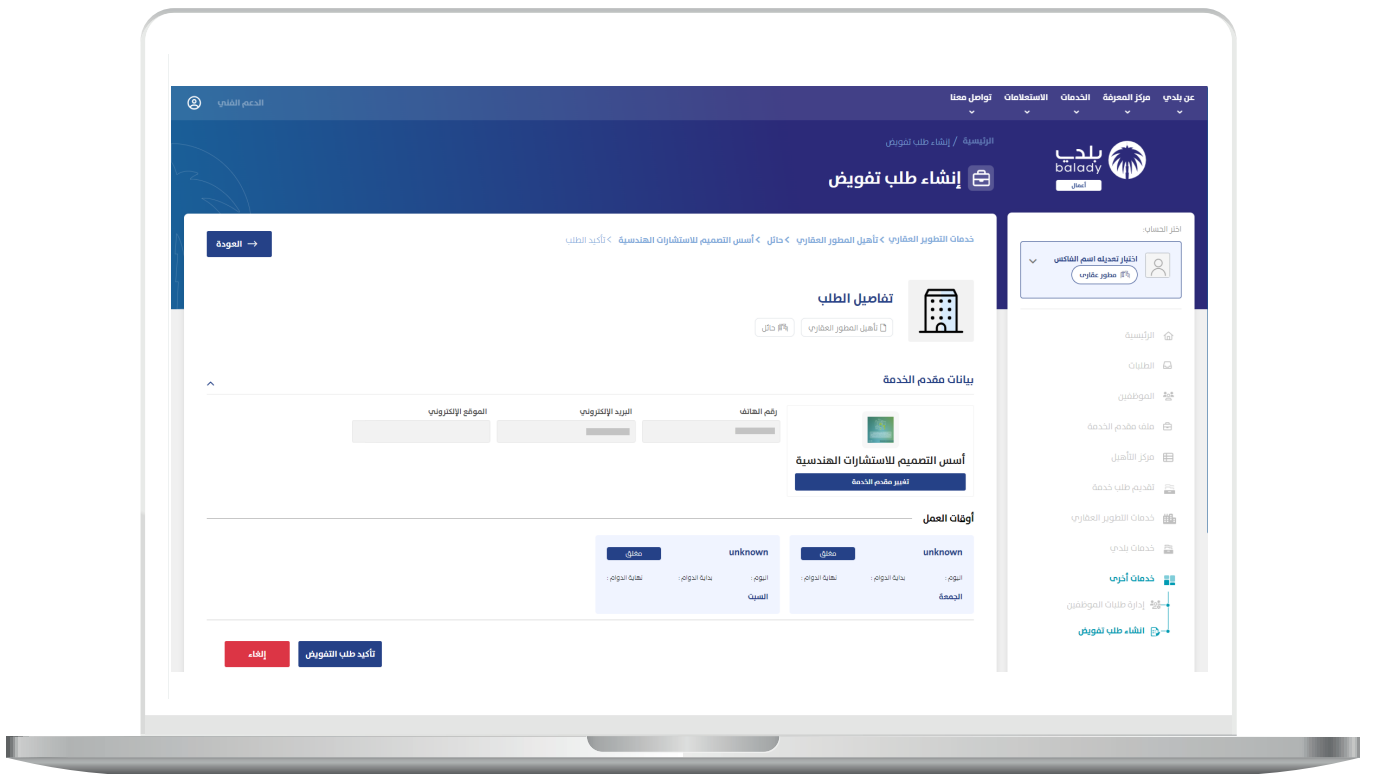 عن بلدي مركز المعرفة الخدمات الاستعلامات تواصل معنا
الدعم الفني
بلدي
balady
أعمال
الرئيسية / إنشاء طلب تفويض
إنشاء طلب تفويض
اختر الحساب:
اختبار تعديله اسم الفاكس
مطور عقاري
الرئيسية
الطلبات
الموظفين
ملف مقدم الخدمة
مركز التأهيل
تقديم طلب خدمة
خدمات التطوير العقاري
خدمات بلدي
خدمات أخرى
إدارة طلبات الموظفين
انشاء طلب تفويض
خدمات التطوير العقاري > تأهيل المطور العقاري > حائل > أسس التصميم للاستشارات الهندسية > تأكيد الطلب
العودة →
تفاصيل الطلب
تأهيل المطور العقاري
حائل
بيانات مقدم الخدمة
أسس التصميم للاستشارات الهندسية
تغيير مقدم الخدمة
رقم الهاتف
البريد الإلكتروني
الموقع الإلكتروني
أوقات العمل
unknown مغلق
اليوم : بداية الدوام : نهاية الدوام :
الجمعة
unknown مغلق
اليوم : بداية الدوام : نهاية الدوام :
السبت
تأكيد طلب التفويض
إلغاء